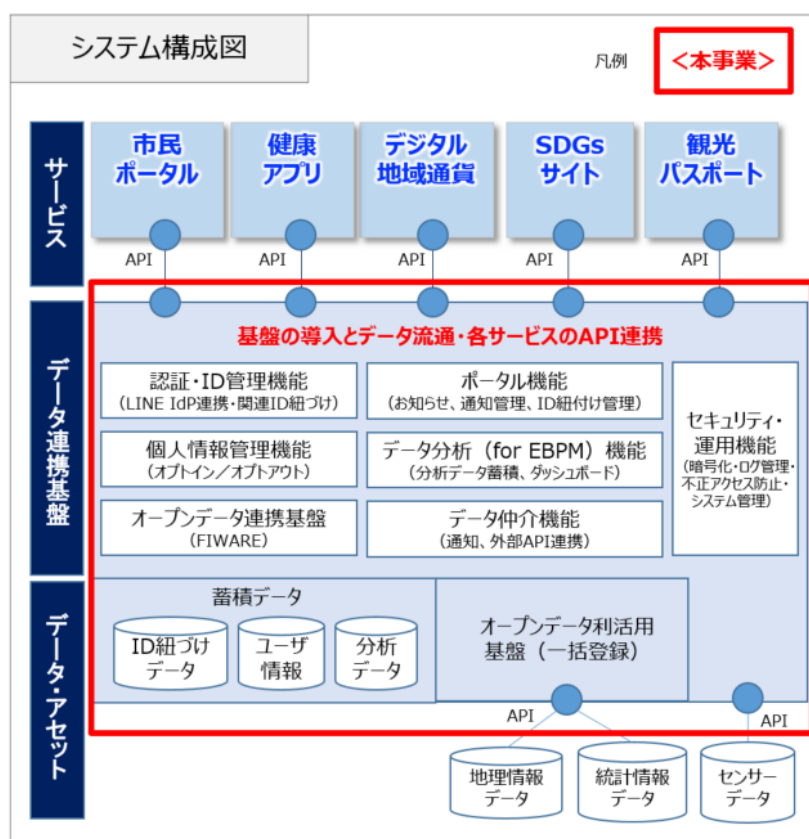 システム構成図
凡例
<本事業>
サービス
市民
ポータル
健康
アプリ
デジタル
地域通貨
SDGs
サイト
観光
パスポート
API
API
API
API
API
データ連携基盤
基盤の導入とデータ流通・各サービスのAPI連携
認証・ID管理機能
(LINE IdP連携・関連ID紐づけ)
ポータル機能
(お知らせ、通知管理、ID紐付け管理)
個人情報管理機能
(オプトイン/オプトアウト)
データ分析(for EBPM)機能
(分析データ蓄積、ダッシュボード)
オープンデータ連携基盤
(FIWARE)
データ仲介機能
(通知、外部API連携)
セキュリティ・
運用機能
(暗号化・ログ管理・
不正アクセス防止・
システム管理)
データ・アセット
蓄積データ
ID紐づけ
データ
ユーザ
情報
分析
データ
オープンデータ利活用
基盤(一括登録)
API
API
地理情報
データ
統計情報
データ
センサー
データ